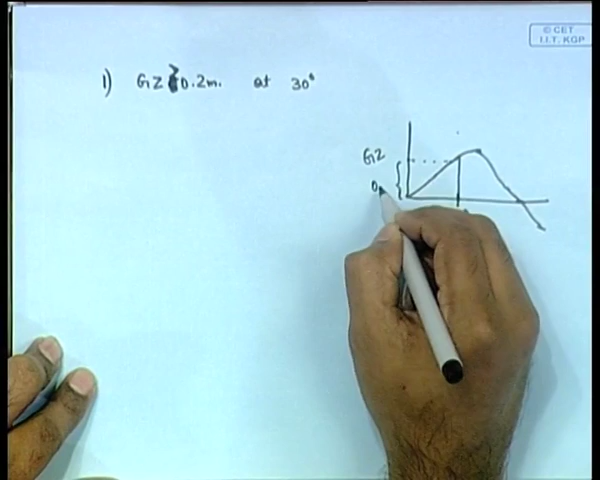 © CET
I.I.T. KGP
1) GZ ≥ 0.2m. at 30°
GZ
0.